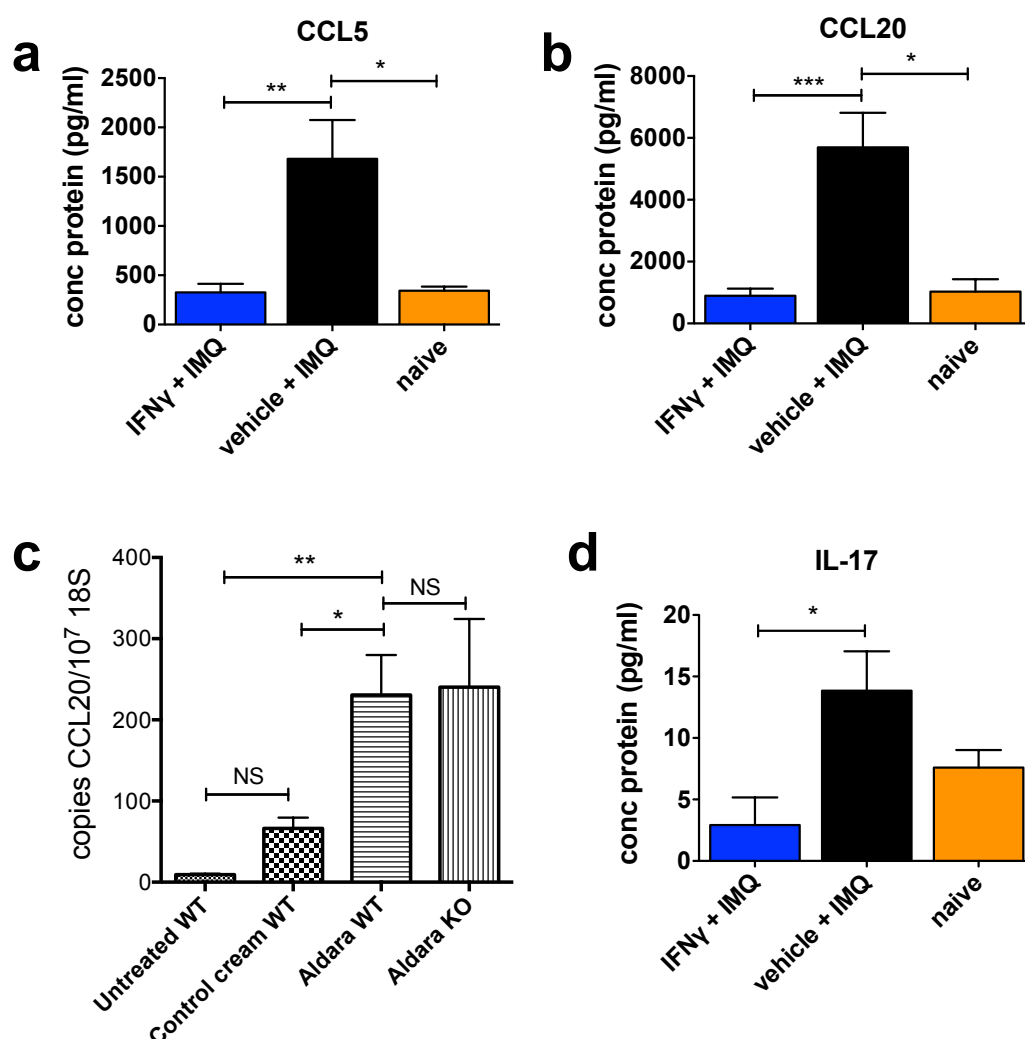 a
CCL5
conc protein (pg/ml)
2500
2000
1500
1000
500
0
**
*
IFNγ + IMQ
vehicle + IMQ
naive
b
CCL20
conc protein (pg/ml)
8000
6000
4000
2000
0
***
*
IFNγ + IMQ
vehicle + IMQ
naive
c
copies CCL20/10⁷ 18S
400
300
200
100
0
**
NS
*
NS
Untreated WT
Control cream WT
Aldara WT
Aldara KO
d
IL-17
conc protein (pg/ml)
20
15
10
5
0
*
IFNγ + IMQ
vehicle + IMQ
naive